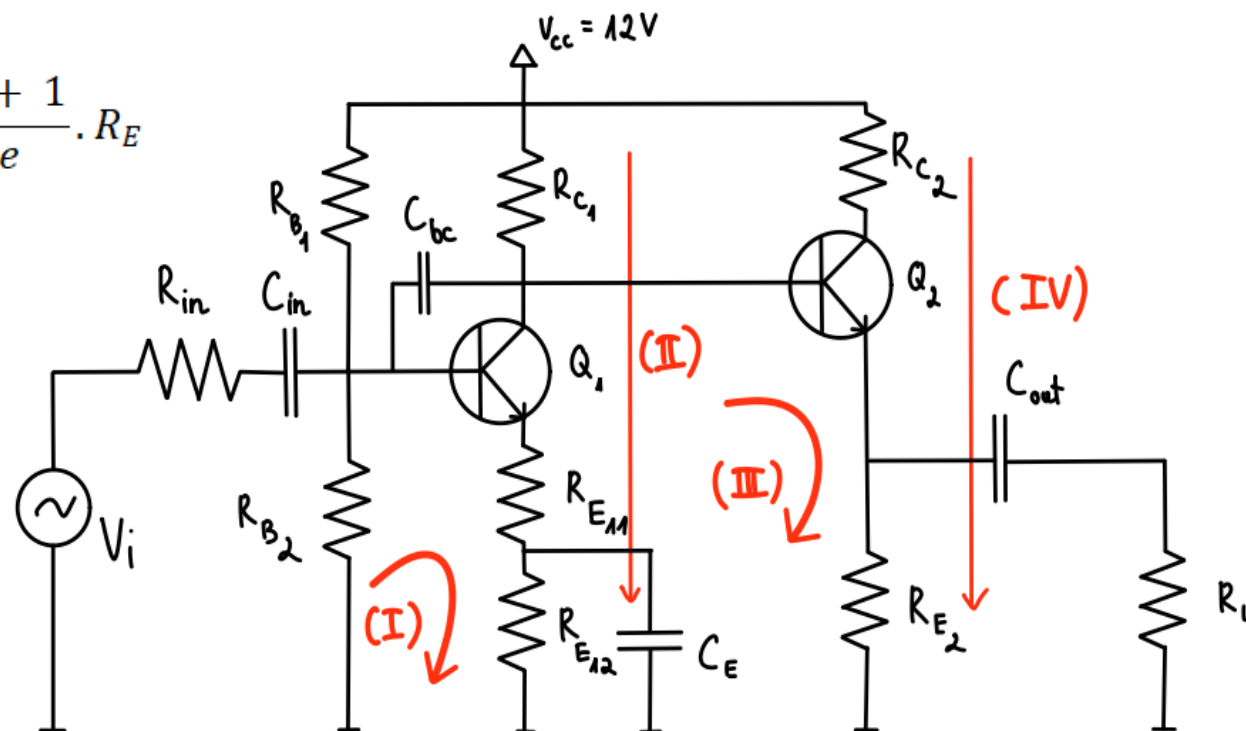 V_cc = 12V
+ 1
e
. R_E
R_B1
C_bc
R_C1
R_C2
R_in
C_in
Q_1
(II)
Q_2
(IV)
C_out
V_i
R_B2
(I)
R_E11
R_E12
C_E
(III)
R_E2